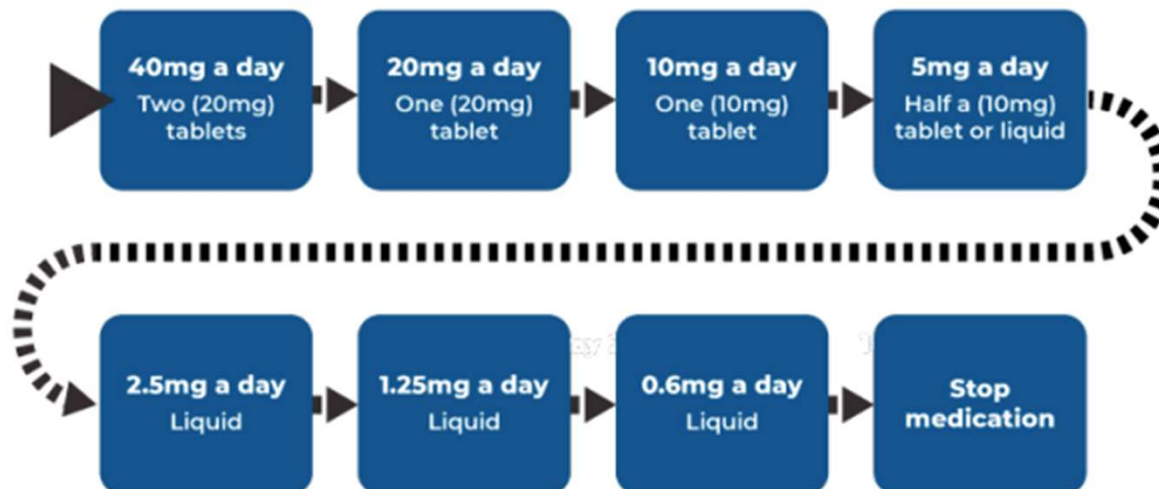 40mg a day
Two (20mg)
tablets
20mg a day
One (20mg)
tablet
10mg a day
One (10mg)
tablet
5mg a day
Half a (10mg)
tablet or liquid
2.5mg a day
Liquid
1.25mg a day
Liquid
0.6mg a day
Liquid
Stop
medication